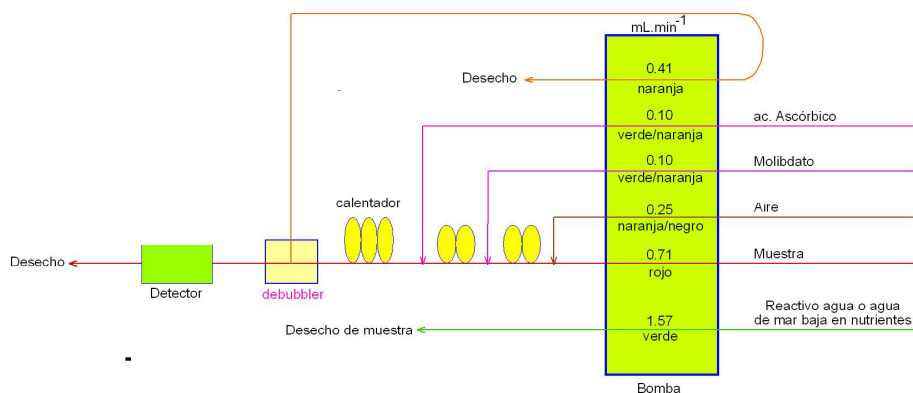 mL.min-1
0.41
naranja
Desecho
0.10
verde/naranja
ac. Ascórbico
0.10
verde/naranja
Molibdato
0.25
naranja/negro
Aire
calentador
0.71
rojo
Muestra
Desecho
Detector
debubbler
1.57
verde
Desecho de muestra
Reactivo agua o agua
de mar baja en nutrientes
Bomba